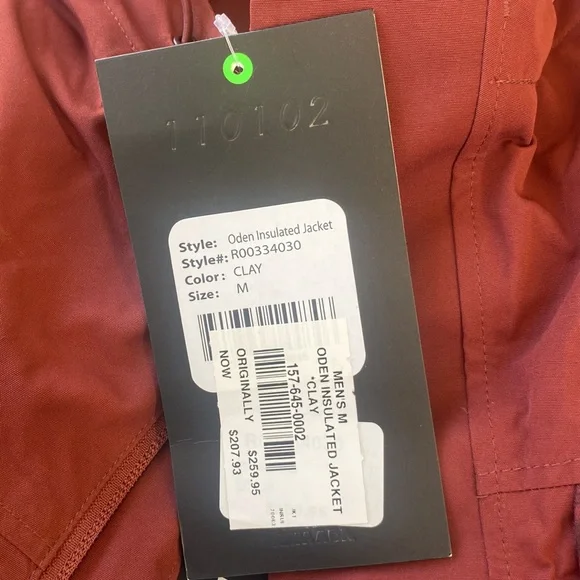 110102
Style: Oden Insulated Jacket
Style#: R00334030
Color: CLAY
Size: M
MEN'S M
ODEN INSULATED JACKET
*CLAY
157-645-0002
ORIGINALLY $259.95
NOW $207.93